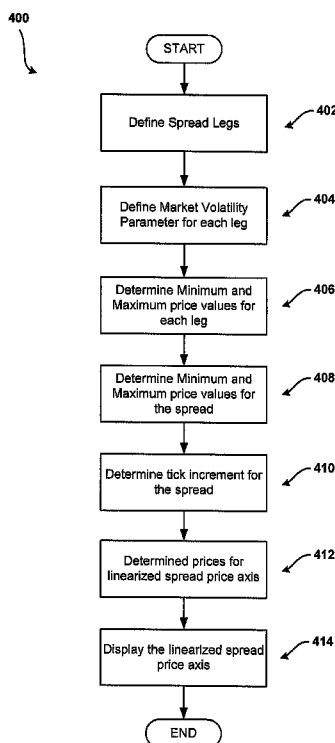 400
START
Define Spread Legs
402
Define Market Volatility
Parameter for each leg
404
Determine Minimum and
Maximum price values for
each leg
406
Determine Minimum and
Maximum price values for
the spread
408
Determine tick increment for
the spread
410
Determined prices for
linearized spread price axis
412
Display the linearized spread
price axis
414
END